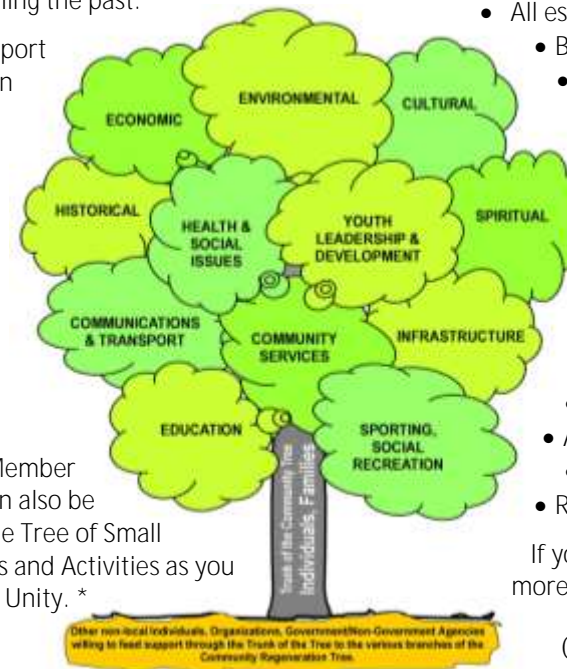 ing the past.
port
n
ember
n also be
e Tree of Small
s and Activities as you
Unity. *
ENVIRONMENTAL
ECONOMIC
CULTURAL
HISTORICAL
HEALTH &
SOCIAL
ISSUES
YOUTH
LEADERSHIP &
DEVELOPMENT
SPIRITUAL
COMMUNICATIONS
& TRANSPORT
COMMUNITY
SERVICES
INFRASTRUCTURE
EDUCATION
SPORTING,
SOCIAL
RECREATION
Trunk of the Community Tree
Individuals, Families
Other non-local Individuals, Organizations, Government/Non-Government Agencies
willing to feed support through the Trunk of the Tree to the various branches of the
Community Regeneration Tree.
• All es
• B
•
•
• A
•
• R
If yo
more
(